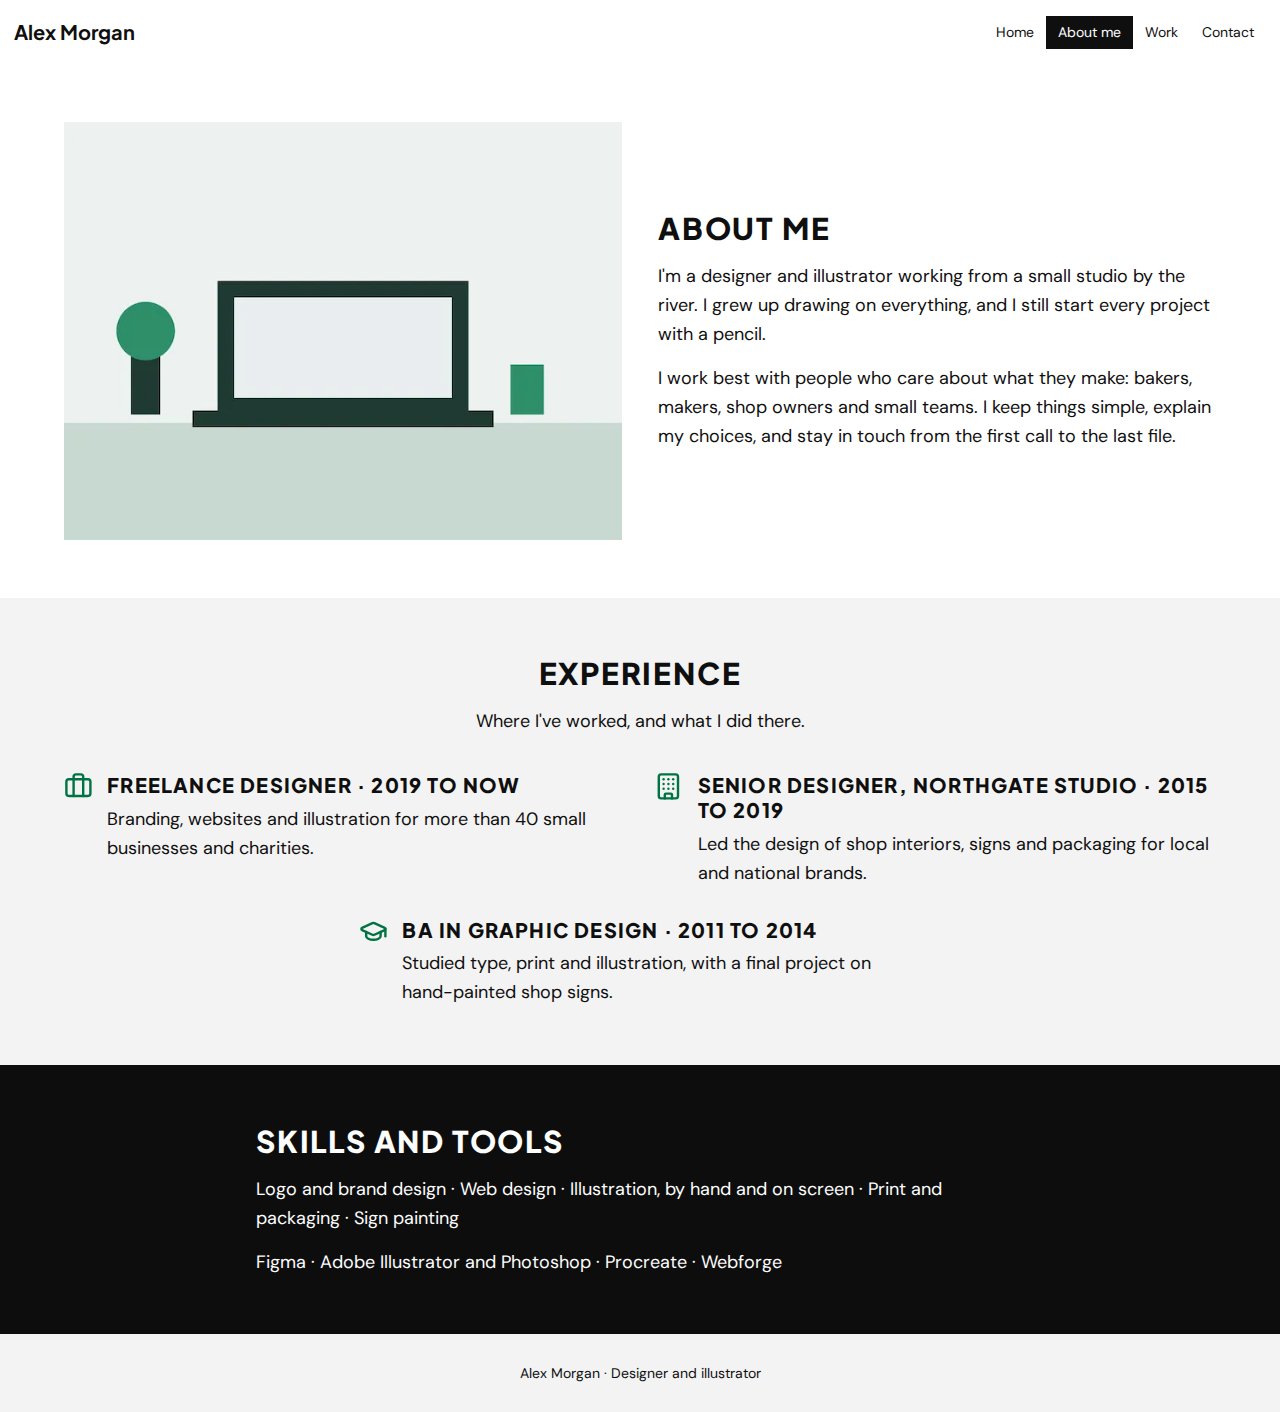 Alex Morgan
Home
About me
Work
Contact
ABOUT ME
I'm a designer and illustrator working from a small studio by the
river. I grew up drawing on everything, and I still start every project
with a pencil.
I work best with people who care about what they make: bakers,
makers, shop owners and small teams. I keep things simple, explain
my choices, and stay in touch from the first call to the last file.
EXPERIENCE
Where I've worked, and what I did there.
FREELANCE DESIGNER · 2019 TO NOW
Branding, websites and illustration for more than 40 small
businesses and charities.
SENIOR DESIGNER, NORTHGATE STUDIO · 2015
TO 2019
Led the design of shop interiors, signs and packaging for local
and national brands.
BA IN GRAPHIC DESIGN · 2011 TO 2014
Studied type, print and illustration, with a final project on
hand-painted shop signs.
SKILLS AND TOOLS
Logo and brand design · Web design · Illustration, by hand and on screen · Print and
packaging · Sign painting
Figma · Adobe Illustrator and Photoshop · Procreate · Webforge
Alex Morgan · Designer and illustrator